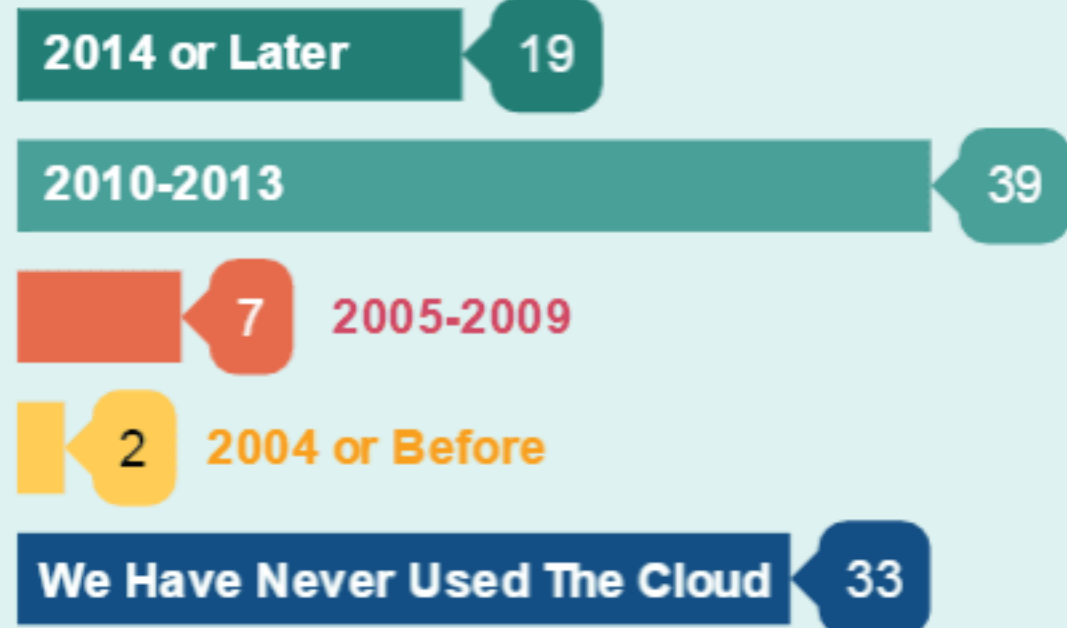 2014 or Later 19
2010-2013 39
7 2005-2009
2 2004 or Before
We Have Never Used The Cloud 33